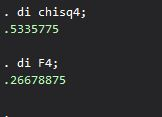 . di chisq4;
.5335775
. di F4;
.26678875